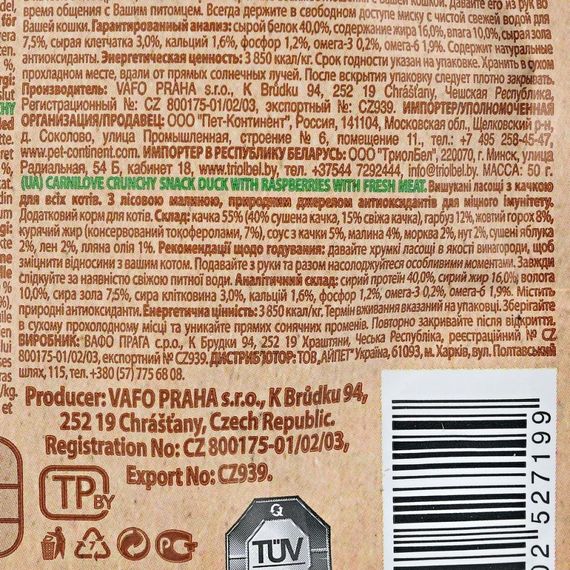 время общения с Вашим питомцем. Всегда держите в свободном доступе миску с чистой свежей водой для
Вашей кошки. Гарантированный анализ: сырой белок 40,0%, содержание жира 16,0%, влага 10,0%, сырая зола
7,5%, сырая клетчатка 3,0%, кальций 1,6%, фосфор 1,2%, омега-3 0,2%, омега-6 1,9%. Содержит натуральные
антиоксиданты. Энергетическая ценность: 3 850 ккал/кг. Срок годности указан на упаковке. Хранить в сухом
прохладном месте, вдали от прямых солнечных лучей. После вскрытия упаковку следует плотно закрывать.
Производитель: VAFO PRAHA s.r.o., K Brůdku 94, 252 19 Chrášťany, Чешская Республика,
Регистрационный №: CZ 800175-01/02/03, экспортный №: CZ939. ИМПОРТЕР/УПОЛНОМОЧЕННАЯ
ОРГАНИЗАЦИЯ/ПРОДАВЕЦ: ООО "Пет-Континент", Россия, 141104, Московская обл., Щелковский р-н,
д. Соколово, улица Промышленная, строение № 6, помещение 11, тел.: +7 495 258-45-47,
www.pet-continent.com. ИМПОРТЕР В РЕСПУБЛИКУ БЕЛАРУСЬ: ООО "ТриолБел", 220070, г. Минск, улица
Радиальная, 54 Б, кабинет 18, www.triolbel.by, тел. +37544 7292444, info@triolbel.by. МАССА: 50 г.
(UA) CARNILOVE CRUNCHY SNACK DUCK WITH RASPBERRIES WITH FRESH MEAT. Вишукані ласощі з качкою
для всіх котів. З лісовою малиною, природним джерелом антиоксидантів для міцного імунітету.
Додатковий корм для котів. Склад: качка 55% (40% сушена качка, 15% свіжа качка), гарбуз 12%, жовтий горох 8%,
курячий жир (консервований токоферолами, 7%), соус з качки 5%, малина 4%, морква 2%, нут 2%, сушені яблука
2%, лен 2%, лляна олія 1%. Рекомендації щодо годування: давайте хрумкі ласощі в якості винагороди, щоб
зміцнити відносини з вашим котом. Подавайте з руки та разом насолоджуйтеся особливими моментами. Завжди
слідкуйте за наявністю свіжою питної води. Аналітичний склад: сирий протеїн 40,0%, сирий жир 16,0%, волога
10,0%, сира зола 7,5%, сира клітковина 3,0%, кальцій 1,6%, фосфор 1,2%, омега-3 0,2%, омега-6 1,9%. Містить
природні антиоксиданти. Енергетична цінність: 3 850 ккал/кг. Термін вживання вказаний на упаковці. Зберігайте
в сухому прохолодному місці та уникайте прямих сонячних променів. Повторно закривайте після відкриття.
ВИРОБНИК: ВАФО ПРАГА с.р.о., К Брудки 94, 252 19 Храштяни, Чеська Республіка, реєстраційний № CZ
800175-01/02/03, експортний № CZ939. ДИСТРИБ'ЮТОР: ТОВ „АЙПЕТ" Україна, 61093, м. Харків, вул. Полтавський
шлях, 115, тел. +380 (57) 775 68 08.
Producer: VAFO PRAHA s.r.o., K Brůdku 94,
252 19 Chrášťany, Czech Republic.
Registration No: CZ 800175-01/02/03,
Export No: CZ939.
TP BY
TÜV
02 527199